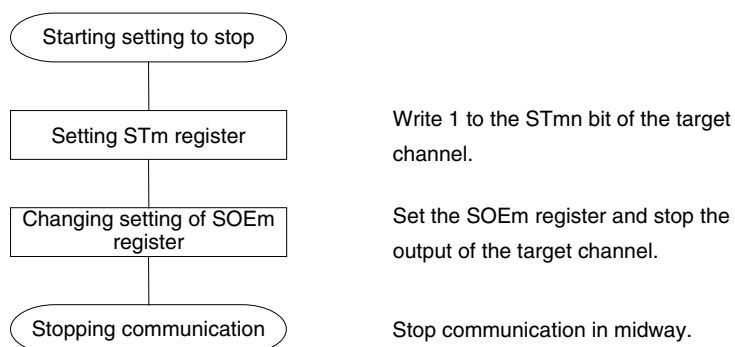 Starting setting to stop
Setting STm register
Write 1 to the STmn bit of the target
channel.
Changing setting of SOEm
register
Set the SOEm register and stop the
output of the target channel.
Stopping communication
Stop communication in midway.